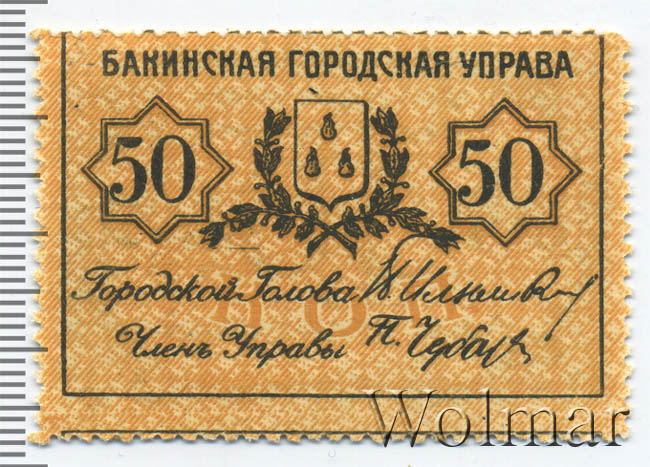 БАКИНСКАЯ ГОРОДСКАЯ УПРАВА
50 50
Городской Голова
Членъ Управы
Wolmar